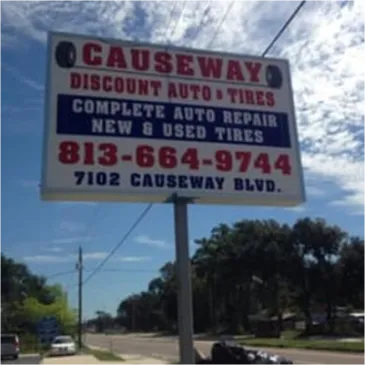 CAUSEWAY
DISCOUNT AUTO & TIRES
COMPLETE AUTO REPAIR
NEW & USED TIRES
813-664-9744
7102 CAUSEWAY BLVD.